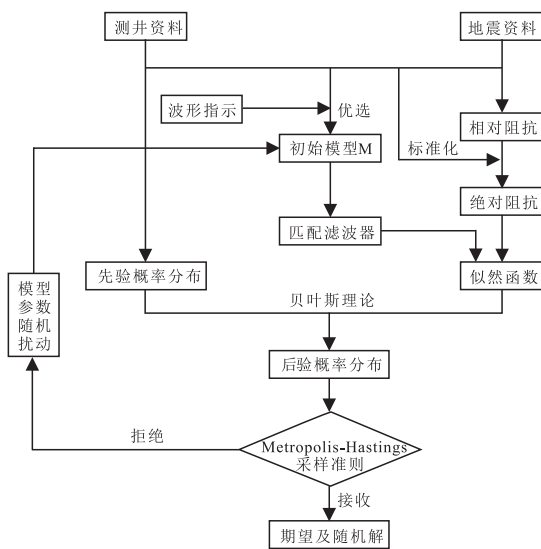 测井资料
地震资料
波形指示
优选
相对阻抗
初始模型M
标准化
绝对阻抗
匹配滤波器
先验概率分布
似然函数
模型
参数
随机
扰动
贝叶斯理论
后验概率分布
拒绝
Metropolis-Hastings
采样准则
接收
期望及随机解